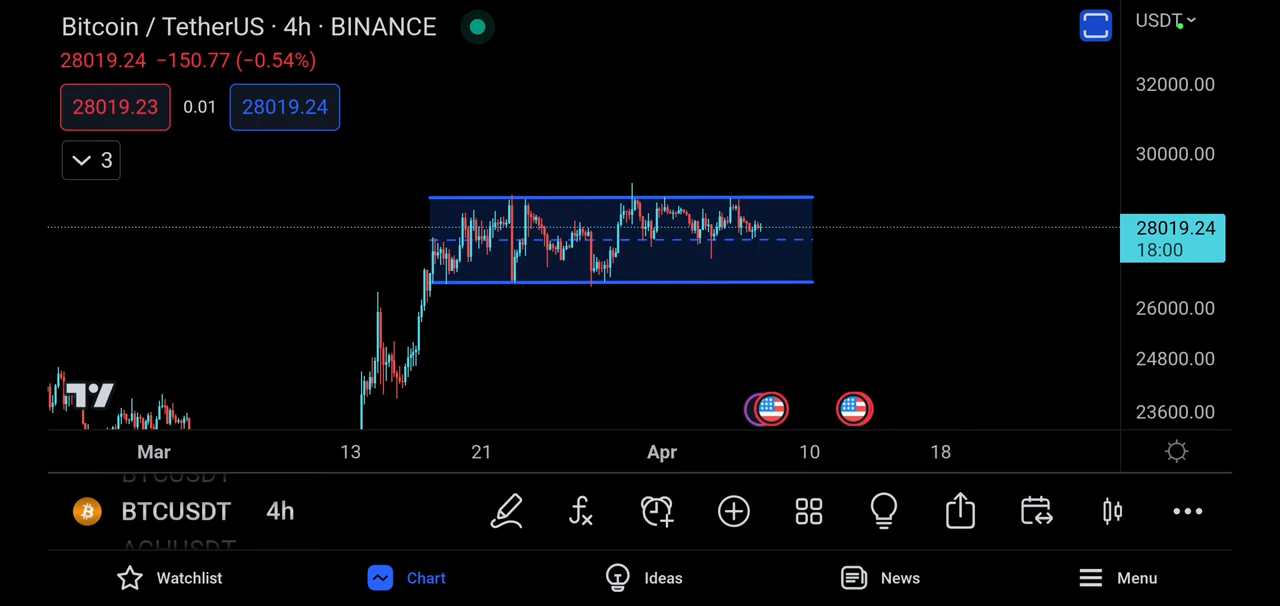 Bitcoin / TetherUS · 4h · BINANCE
USDT
28019.24 −150.77 (−0.54%)
28019.23 0.01 28019.24
3
32000.00
30000.00
28019.24
18:00
26000.00
24800.00
23600.00
Mar 13 21 Apr 10 18
BTCUSDT 4h
Watchlist Chart Ideas News Menu